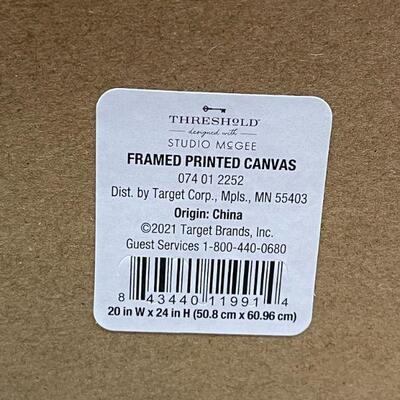 THRESHOLD™
designed with
STUDIO McGEE
FRAMED PRINTED CANVAS
074 01 2252
Dist. by Target Corp., Mpls., MN 55403
Origin: China
©2021 Target Brands, Inc.
Guest Services 1-800-440-0680
8 43440 11991 4
20 in W x 24 in H (50.8 cm x 60.96 cm)